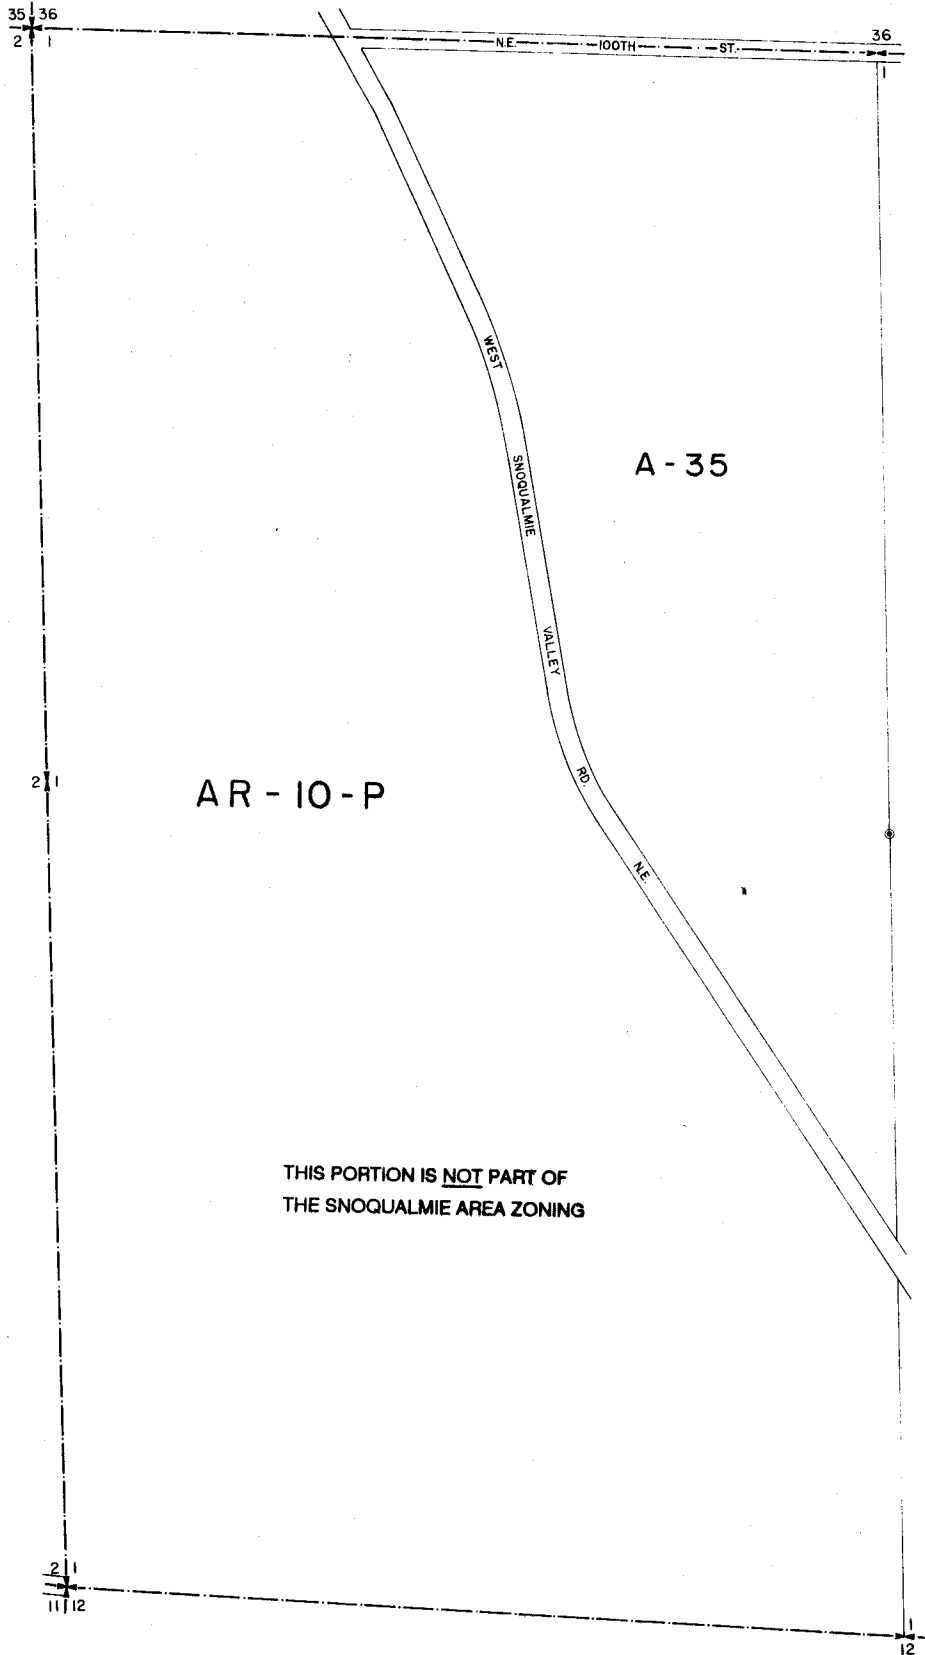 35 36
2 1
N.E. 100TH ST.
36
1
WEST SNOQUALMIE VALLEY RD. N.E.
A-35
2 1
AR-10-P
THIS PORTION IS NOT PART OF
THE SNOQUALMIE AREA ZONING
2 1
11 12
1
12